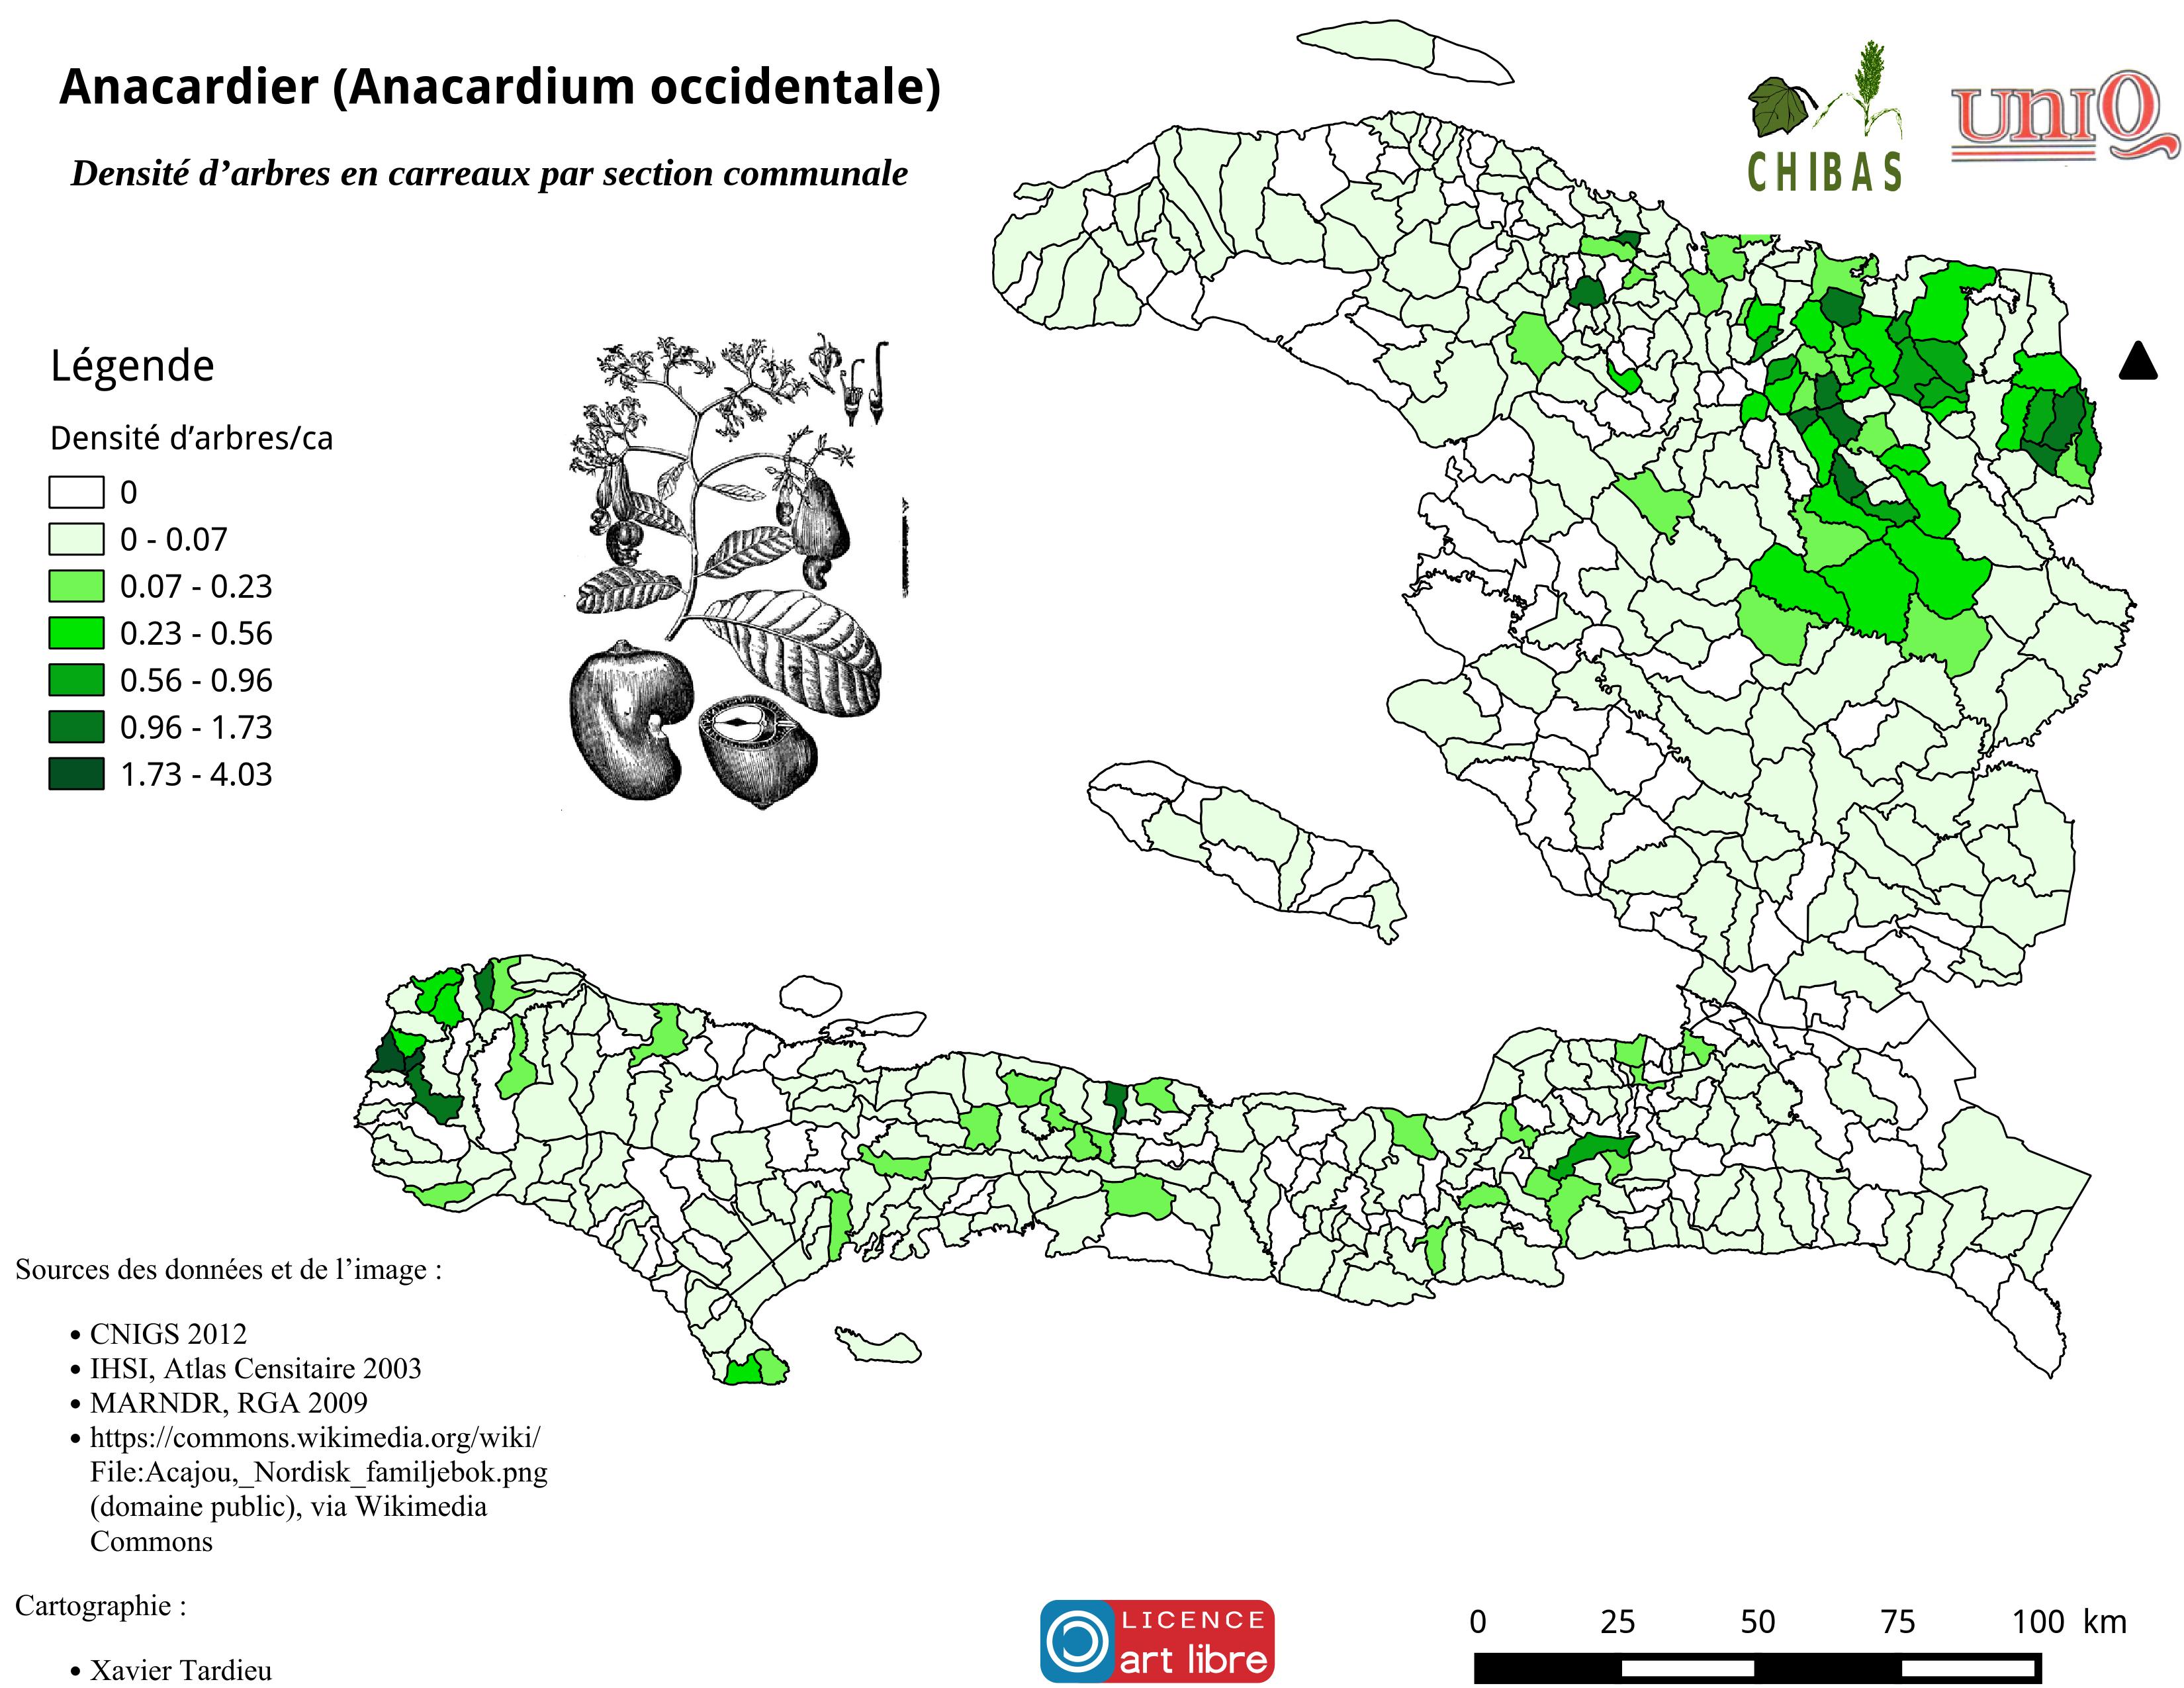 Anacardier (Anacardium occidentale)
Densité d’arbres en carreaux par section communale
CHIBAS
UNIQ
Légende
Densité d’arbres/ca
0
0 - 0.07
0.07 - 0.23
0.23 - 0.56
0.56 - 0.96
0.96 - 1.73
1.73 - 4.03
Sources des données et de l’image :
• CNIGS 2012
• IHSI, Atlas Censitaire 2003
• MARNDR, RGA 2009
• https://commons.wikimedia.org/wiki/
File:Acajou,_Nordisk_familjebok.png
(domaine public), via Wikimedia
Commons
Cartographie :
• Xavier Tardieu
LICENCE
art libre
0 25 50 75 100 km